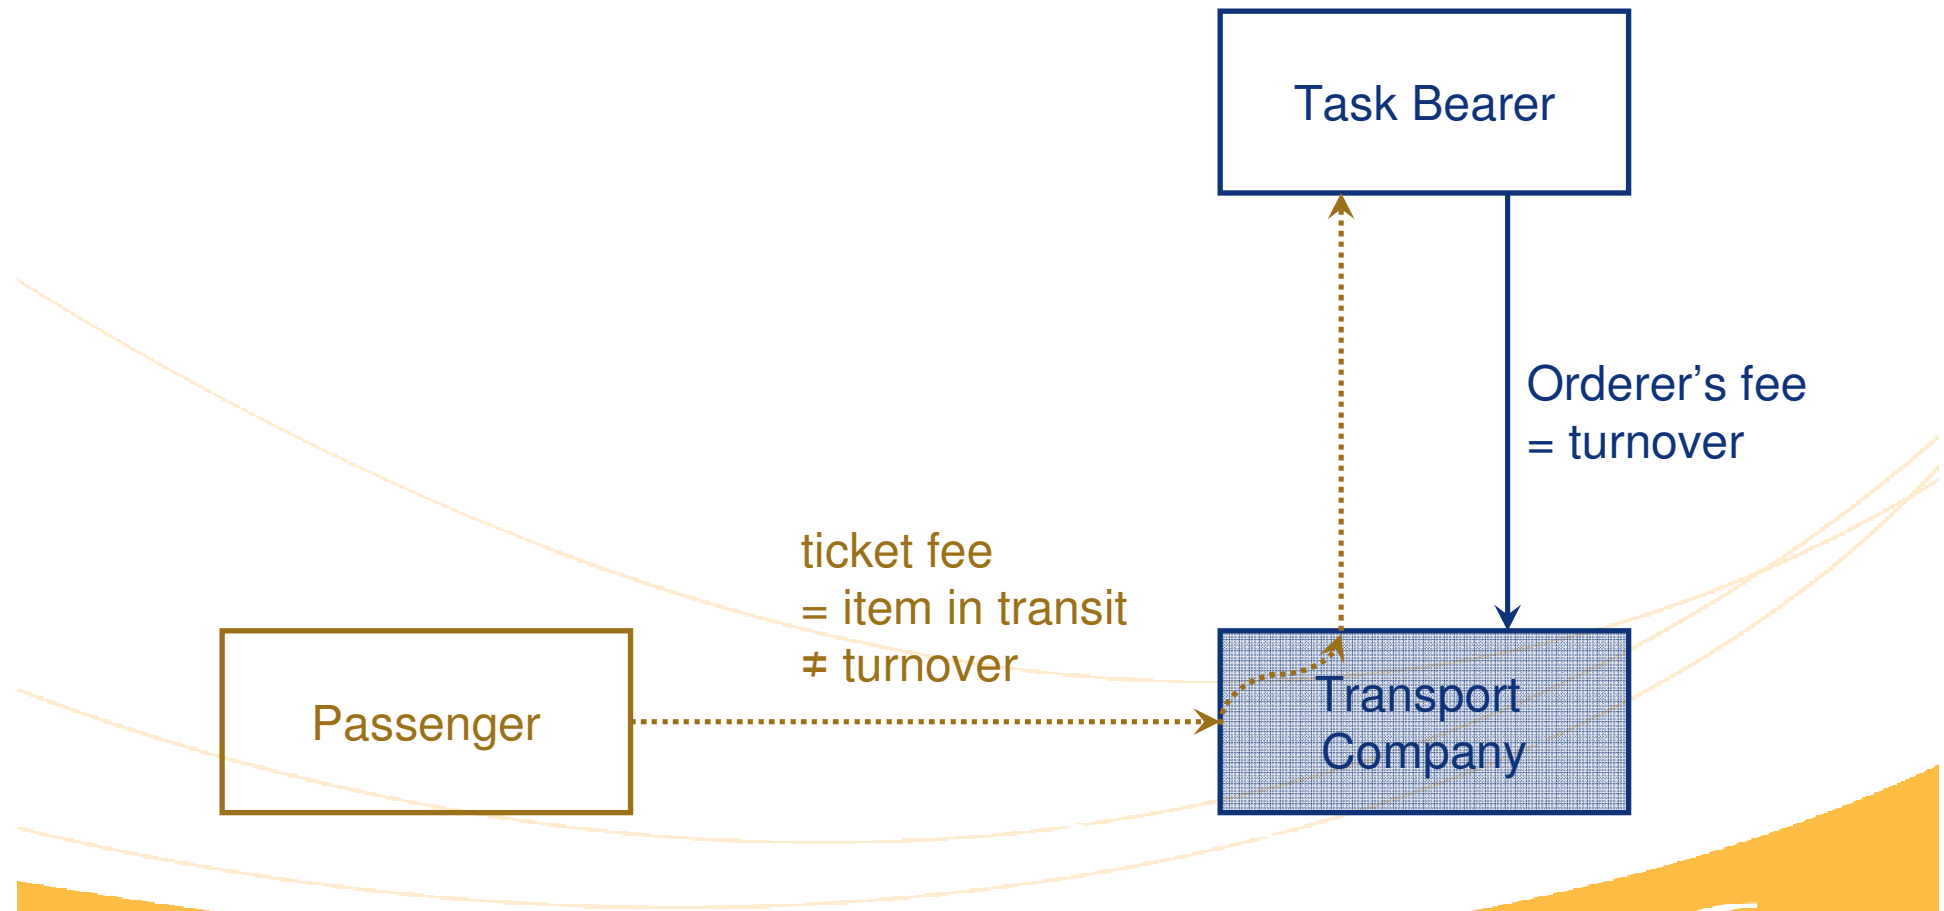 Task Bearer
Orderer’s fee
= turnover
ticket fee
= item in transit
≠ turnover
Passenger
Transport
Company